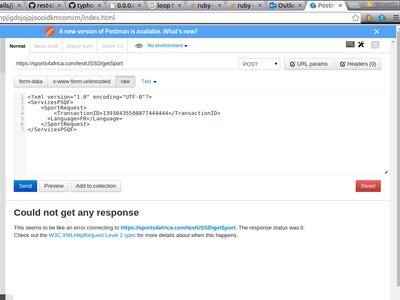 rest-c
typhoe
0.0.0.
loop f
ruby
ruby
Outlo
Postm
npjigdojojpjooidkmcomcm/index.html
A new version of Postman is available. What's new?
Normal Basic Auth Digest Auth OAuth 1.0 No environment
https://sports4africa.com/testUSSD/getSport POST URL params Headers (0)
form-data x-www-form-urlencoded raw Text
1 <?xml version="1.0" encoding="UTF-8"?>
2 <ServicesPSQF>
3 <SportRequest>
4 <TransactionID>13938435508877444444</TransactionID>
5 <Language>FR</Language>
6 </SportRequest>
7 </ServicesPSQF>
Send Preview Add to collection Reset
Could not get any response
This seems to be like an error connecting to https://sports4africa.com/testUSSD/getSport. The response status was 0.
Check out the W3C XMLHttpRequest Level 2 spec for more details about when this happens.